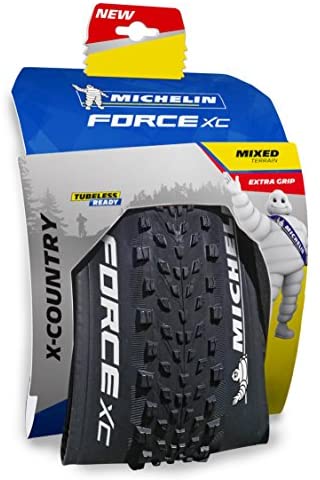 NEW
MICHELIN
FORCE XC
MIXED
TERRAIN
EXTRA GRIP
TUBELESS
READY
X-COUNTRY
FORCE XC
MICHELIN